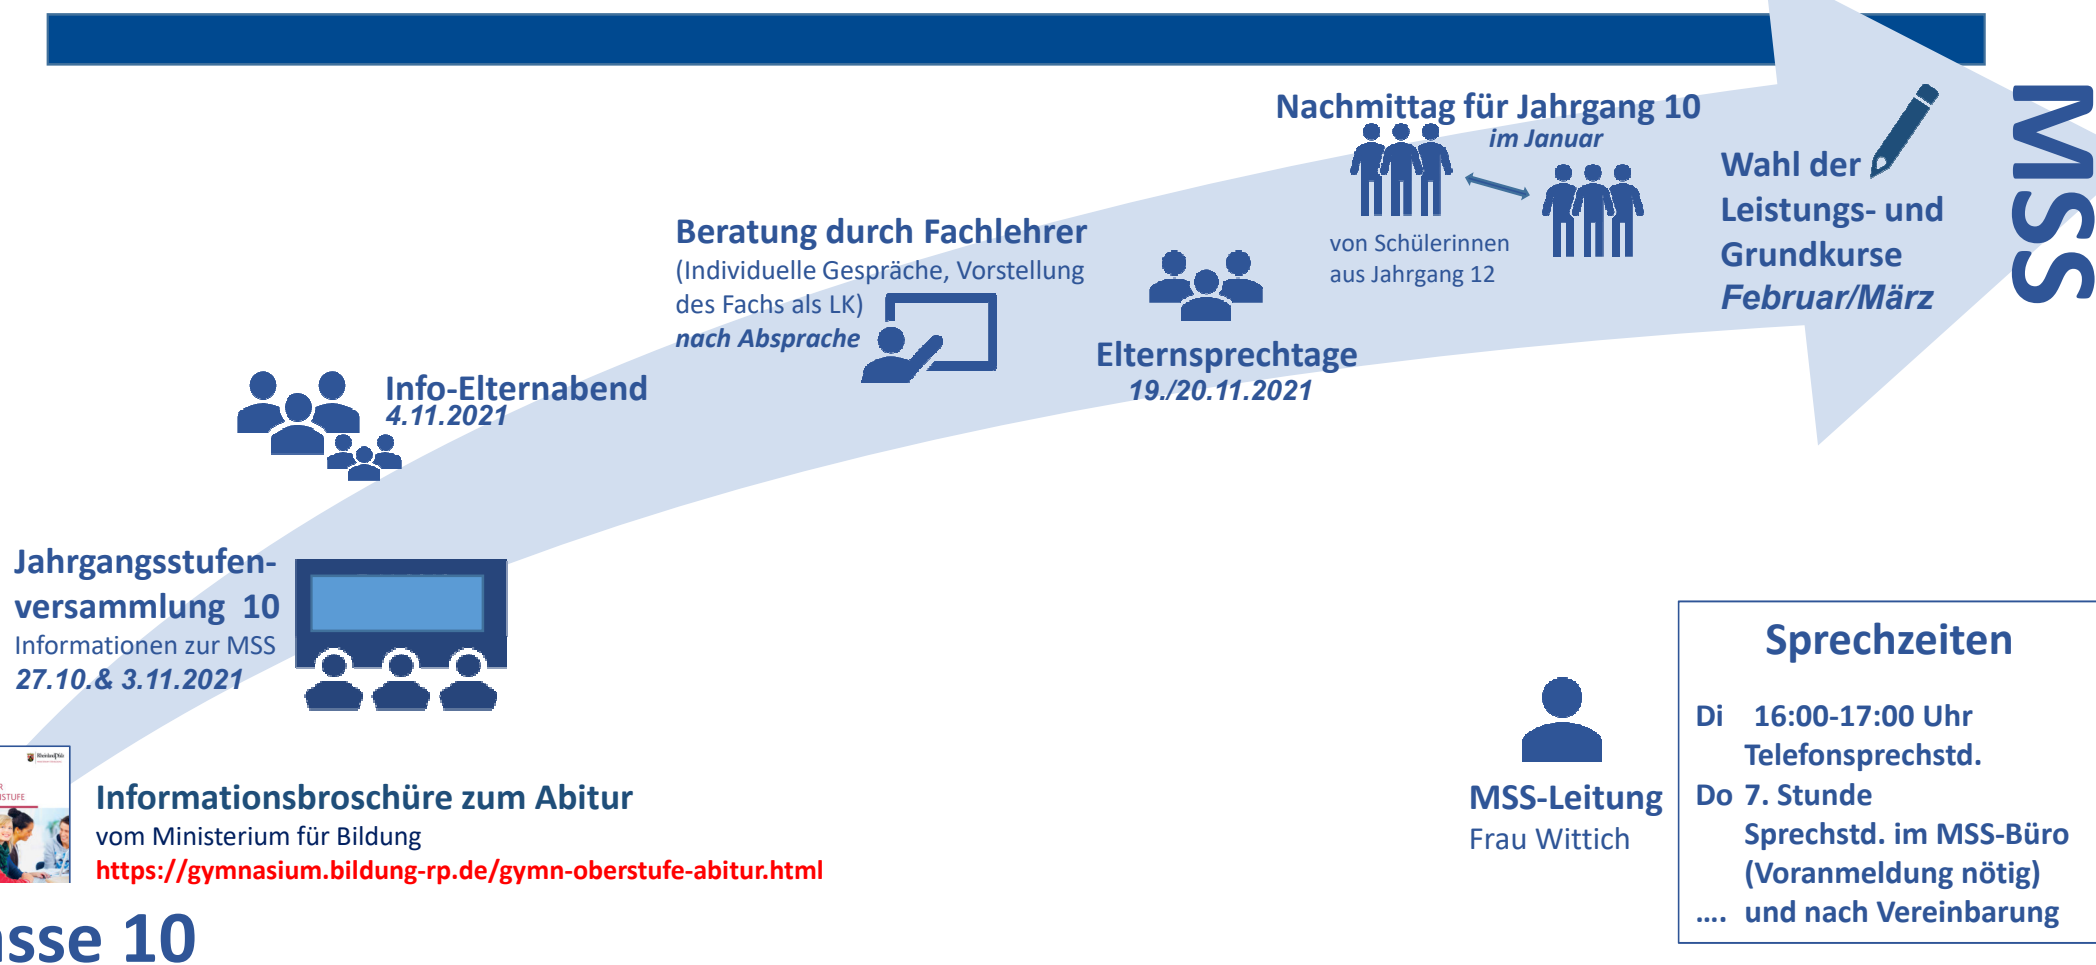 Nachmittag für Jahrgang 10
im Januar
von Schülerinnen
aus Jahrgang 12
Wahl der
Leistungs- und
Grundkurse
Februar/März
MSS
Beratung durch Fachlehrer
(Individuelle Gespräche, Vorstellung
des Fachs als LK)
nach Absprache
Elternsprechtage
19./20.11.2021
Info-Elternabend
4.11.2021
Jahrgangsstufen-
versammlung 10
Informationen zur MSS
27.10.& 3.11.2021
Informationsbroschüre zum Abitur
vom Ministerium für Bildung
https://gymnasium.bildung-rp.de/gymn-oberstufe-abitur.html
MSS-Leitung
Frau Wittich
Sprechzeiten
Di 16:00-17:00 Uhr
Telefonsprechstd.
Do 7. Stunde
Sprechstd. im MSS-Büro
(Voranmeldung nötig)
.... und nach Vereinbarung
asse 10